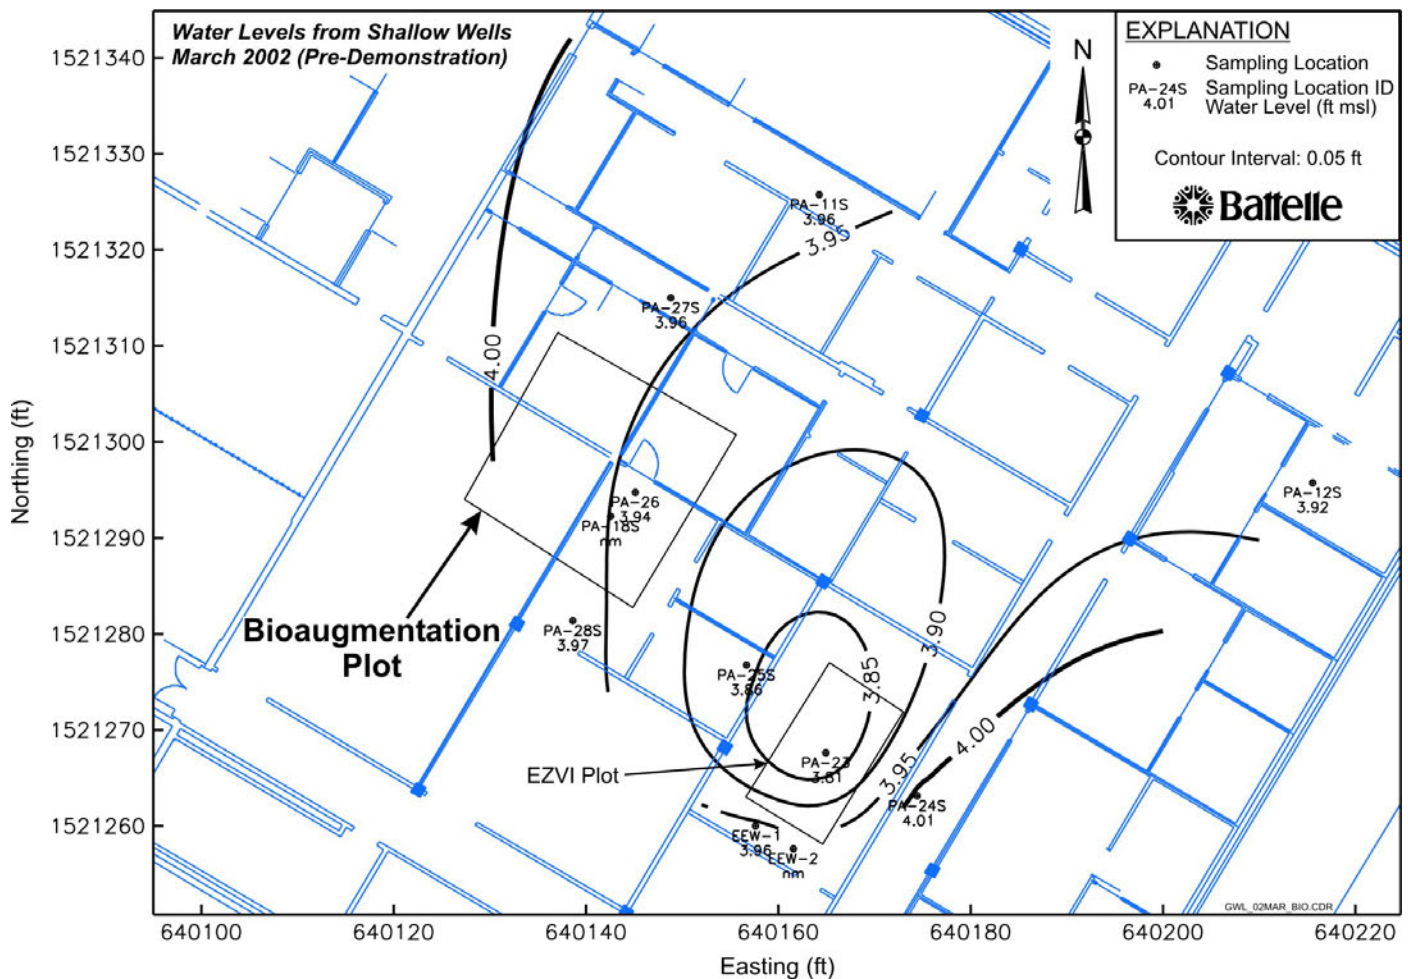 Water Levels from Shallow Wells
March 2002 (Pre-Demonstration)
EXPLANATION
Sampling Location
PA-24S Sampling Location ID
4.01 Water Level (ft msl)
Contour Interval: 0.05 ft
Battelle
N
1521340
1521330
1521320
1521310
1521300
1521290
1521280
1521270
1521260
Northing (ft)
PA-11S
3.96
3.95
PA-27S
3.96
4.00
PA-12S
3.92
PA-26
3.94
PA-18S
nm
Bioaugmentation
Plot
PA-28S
3.97
3.90
PA-25S
3.86
3.85
4.00
3.95
PA-23
3.81
EZVI Plot
PA-24S
4.01
EEW-1
3.96
EEW-2
nm
GWL_02MAR_BIO.CDR
640100
640120
640140
640160
640180
640200
640220
Easting (ft)